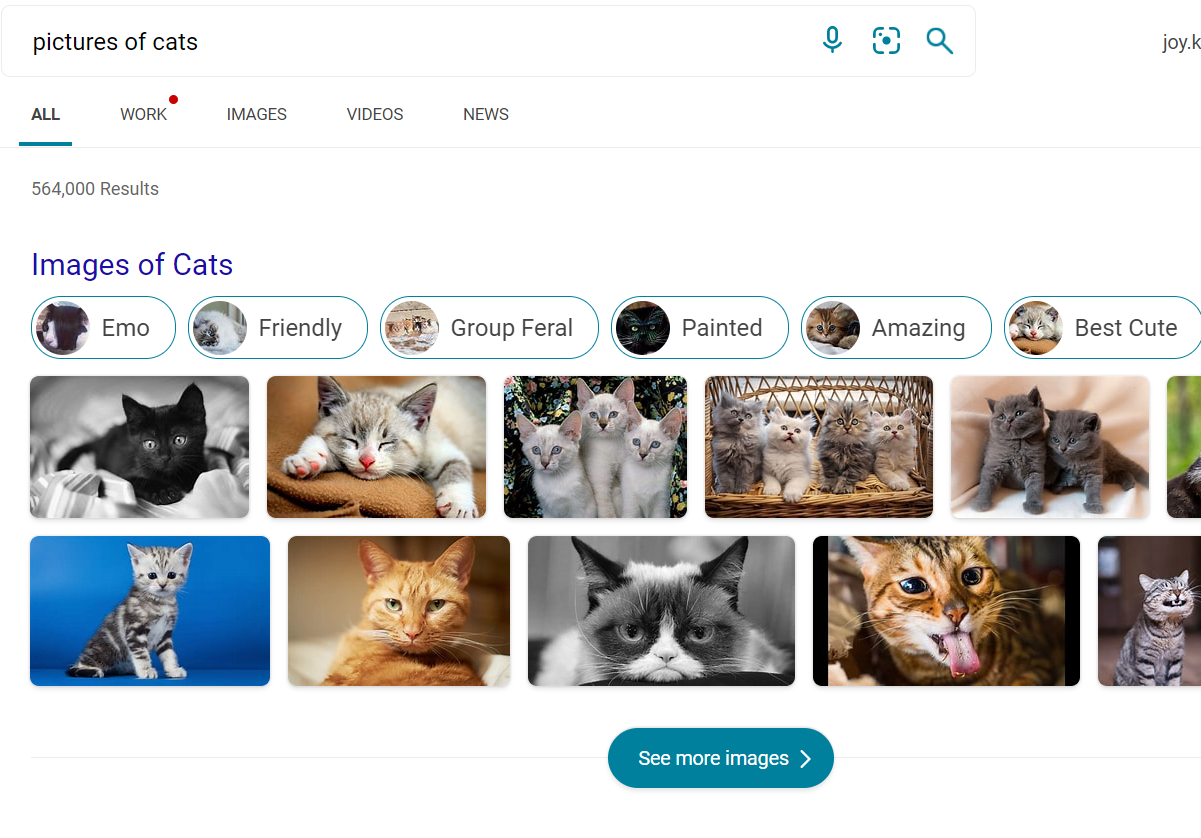 pictures of cats
joy.k
ALL WORK IMAGES VIDEOS NEWS
564,000 Results
Images of Cats
Emo Friendly Group Feral Painted Amazing Best Cute
See more images